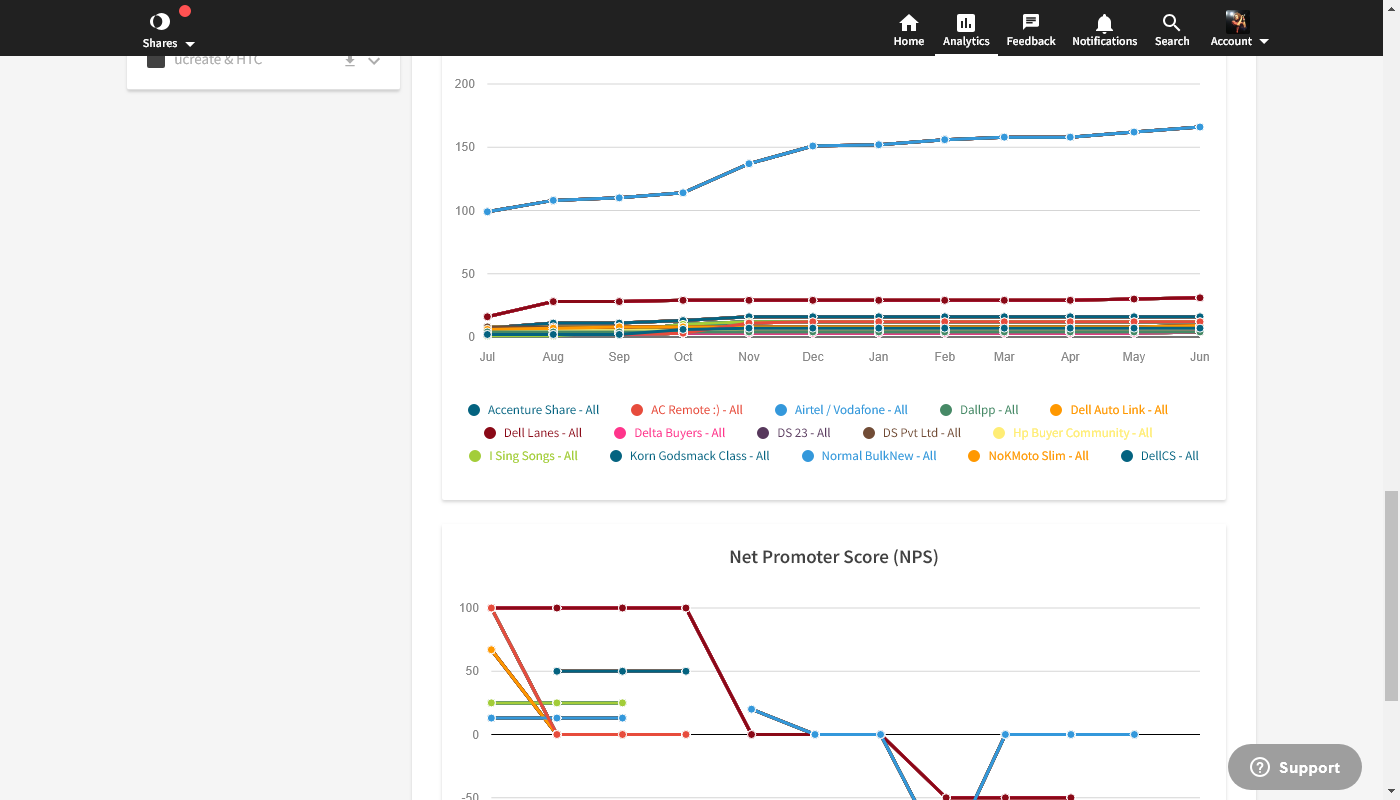 Shares
Home Analytics Feedback Notifications Search Account
ucreate & HTC
200
150
100
50
0
Jul Aug Sep Oct Nov Dec Jan Feb Mar Apr May Jun
Accenture Share - All AC Remote :) - All Airtel / Vodafone - All Dallpp - All Dell Auto Link - All
Dell Lanes - All Delta Buyers - All DS 23 - All DS Pvt Ltd - All Hp Buyer Community - All
I Sing Songs - All Korn Godsmack Class - All Normal BulkNew - All NoKMoto Slim - All DellCS - All
Net Promoter Score (NPS)
100
50
0
-50
Support